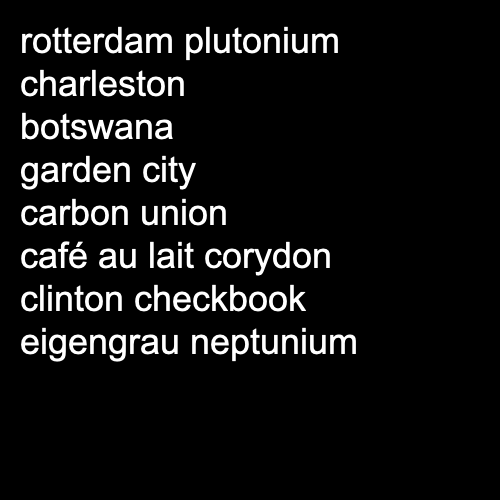 rotterdam plutonium
charleston
botswana
garden city
carbon union
café au lait corydon
clinton checkbook
eigengrau neptunium